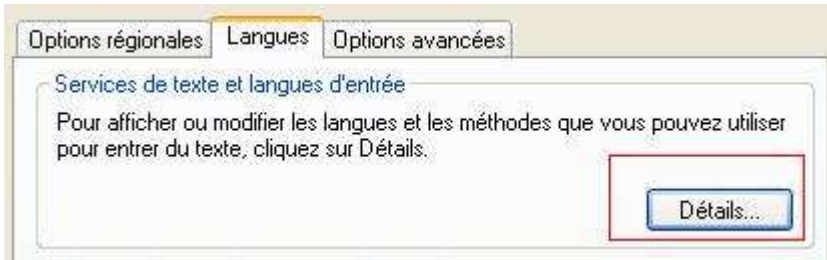 Options régionales Langues Options avancées
Services de texte et langues d'entrée
Pour afficher ou modifier les langues et les méthodes que vous pouvez utiliser
pour entrer du texte, cliquez sur Détails.
Détails...